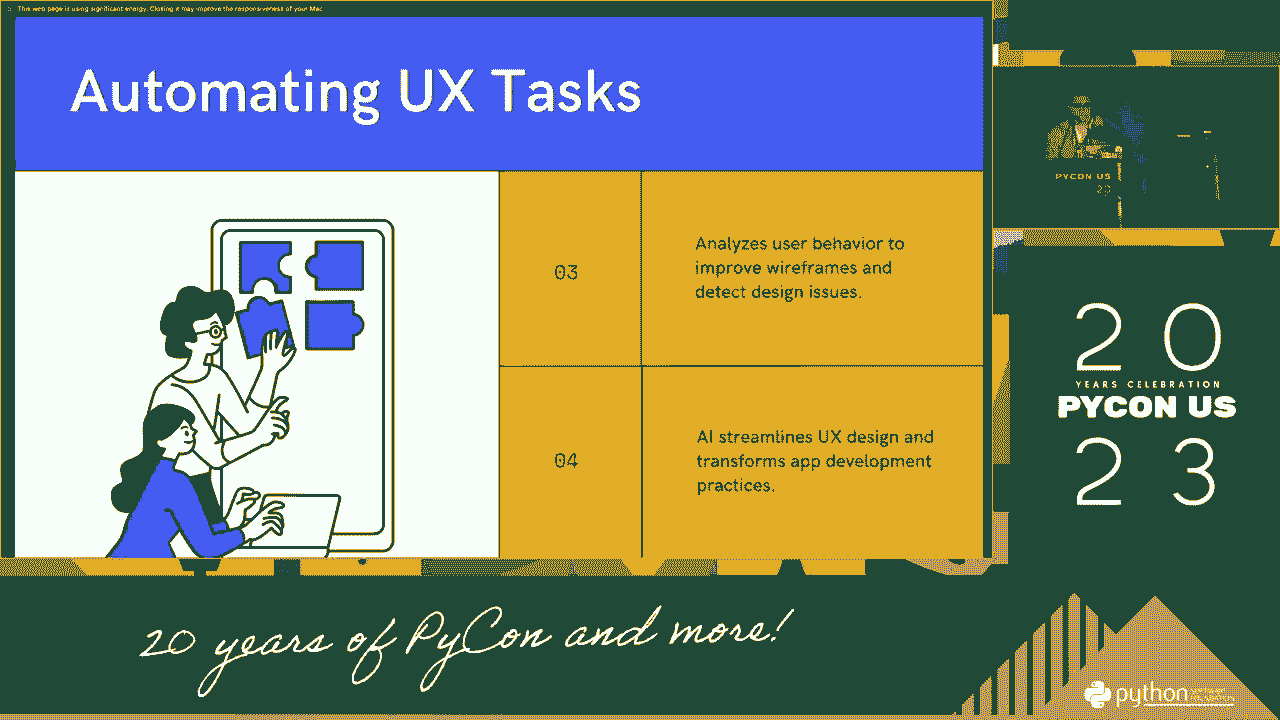 This web page is using significant energy. Closing it may improve the responsiveness of your Mac
Automating UX Tasks
03
Analyzes user behavior to
improve wireframes and
detect design issues.
04
AI streamlines UX design and
transforms app development
practices.
PYCON US
20
20
YEARS CELEBRATION
PYCON US
23
20 years of PyCon and more!
python